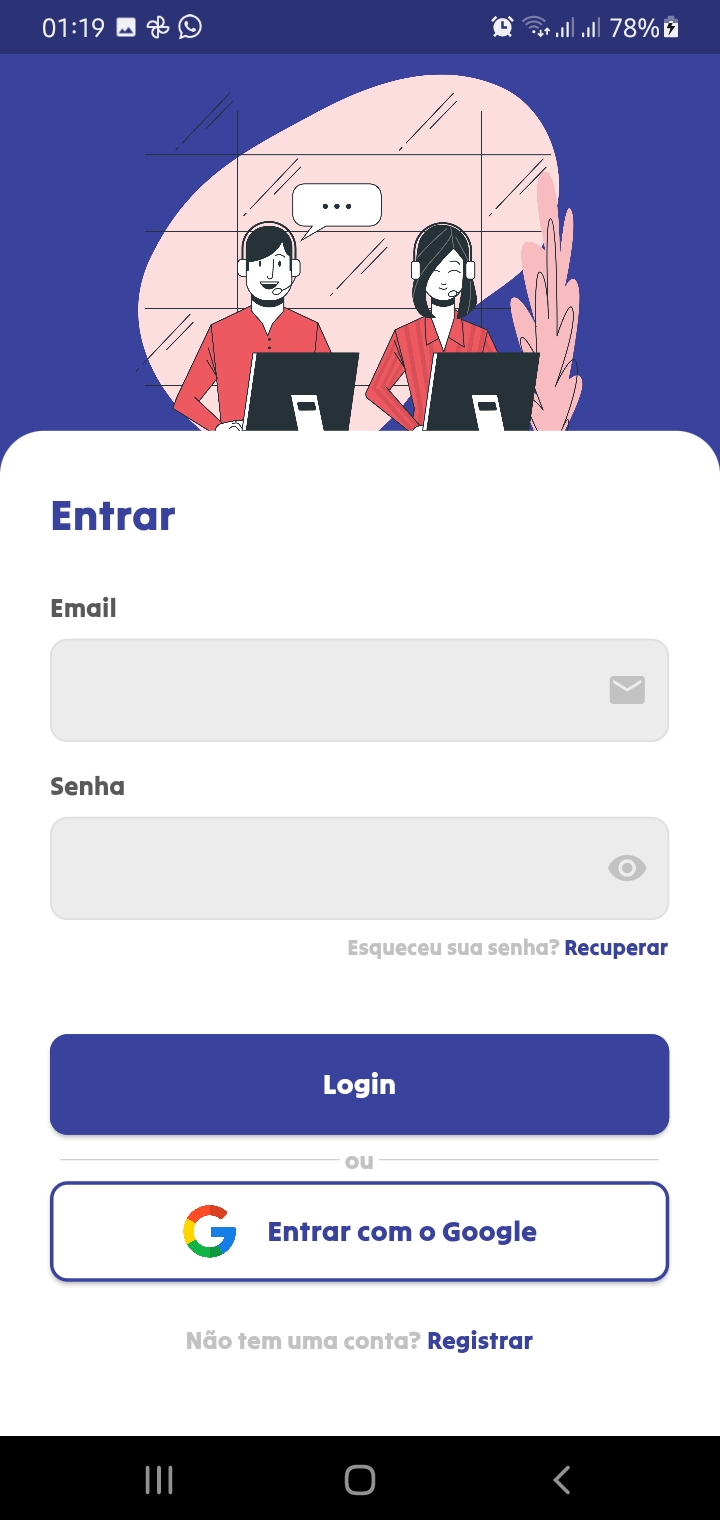 01:19 78%
Entrar
Email
Senha
Esqueceu sua senha? Recuperar
Login
ou
Entrar com o Google
Não tem uma conta? Registrar